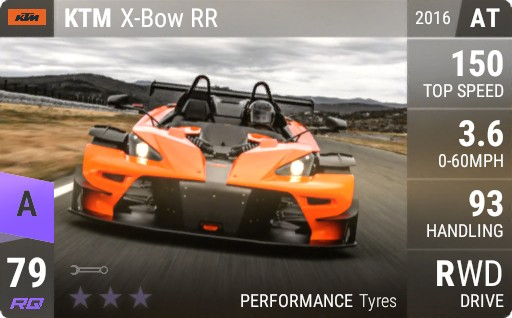 KTM
KTM X-Bow RR
2016 AT
150
TOP SPEED
3.6
0-60MPH
93
HANDLING
RWD
DRIVE
A
79
RQ
PERFORMANCE Tyres